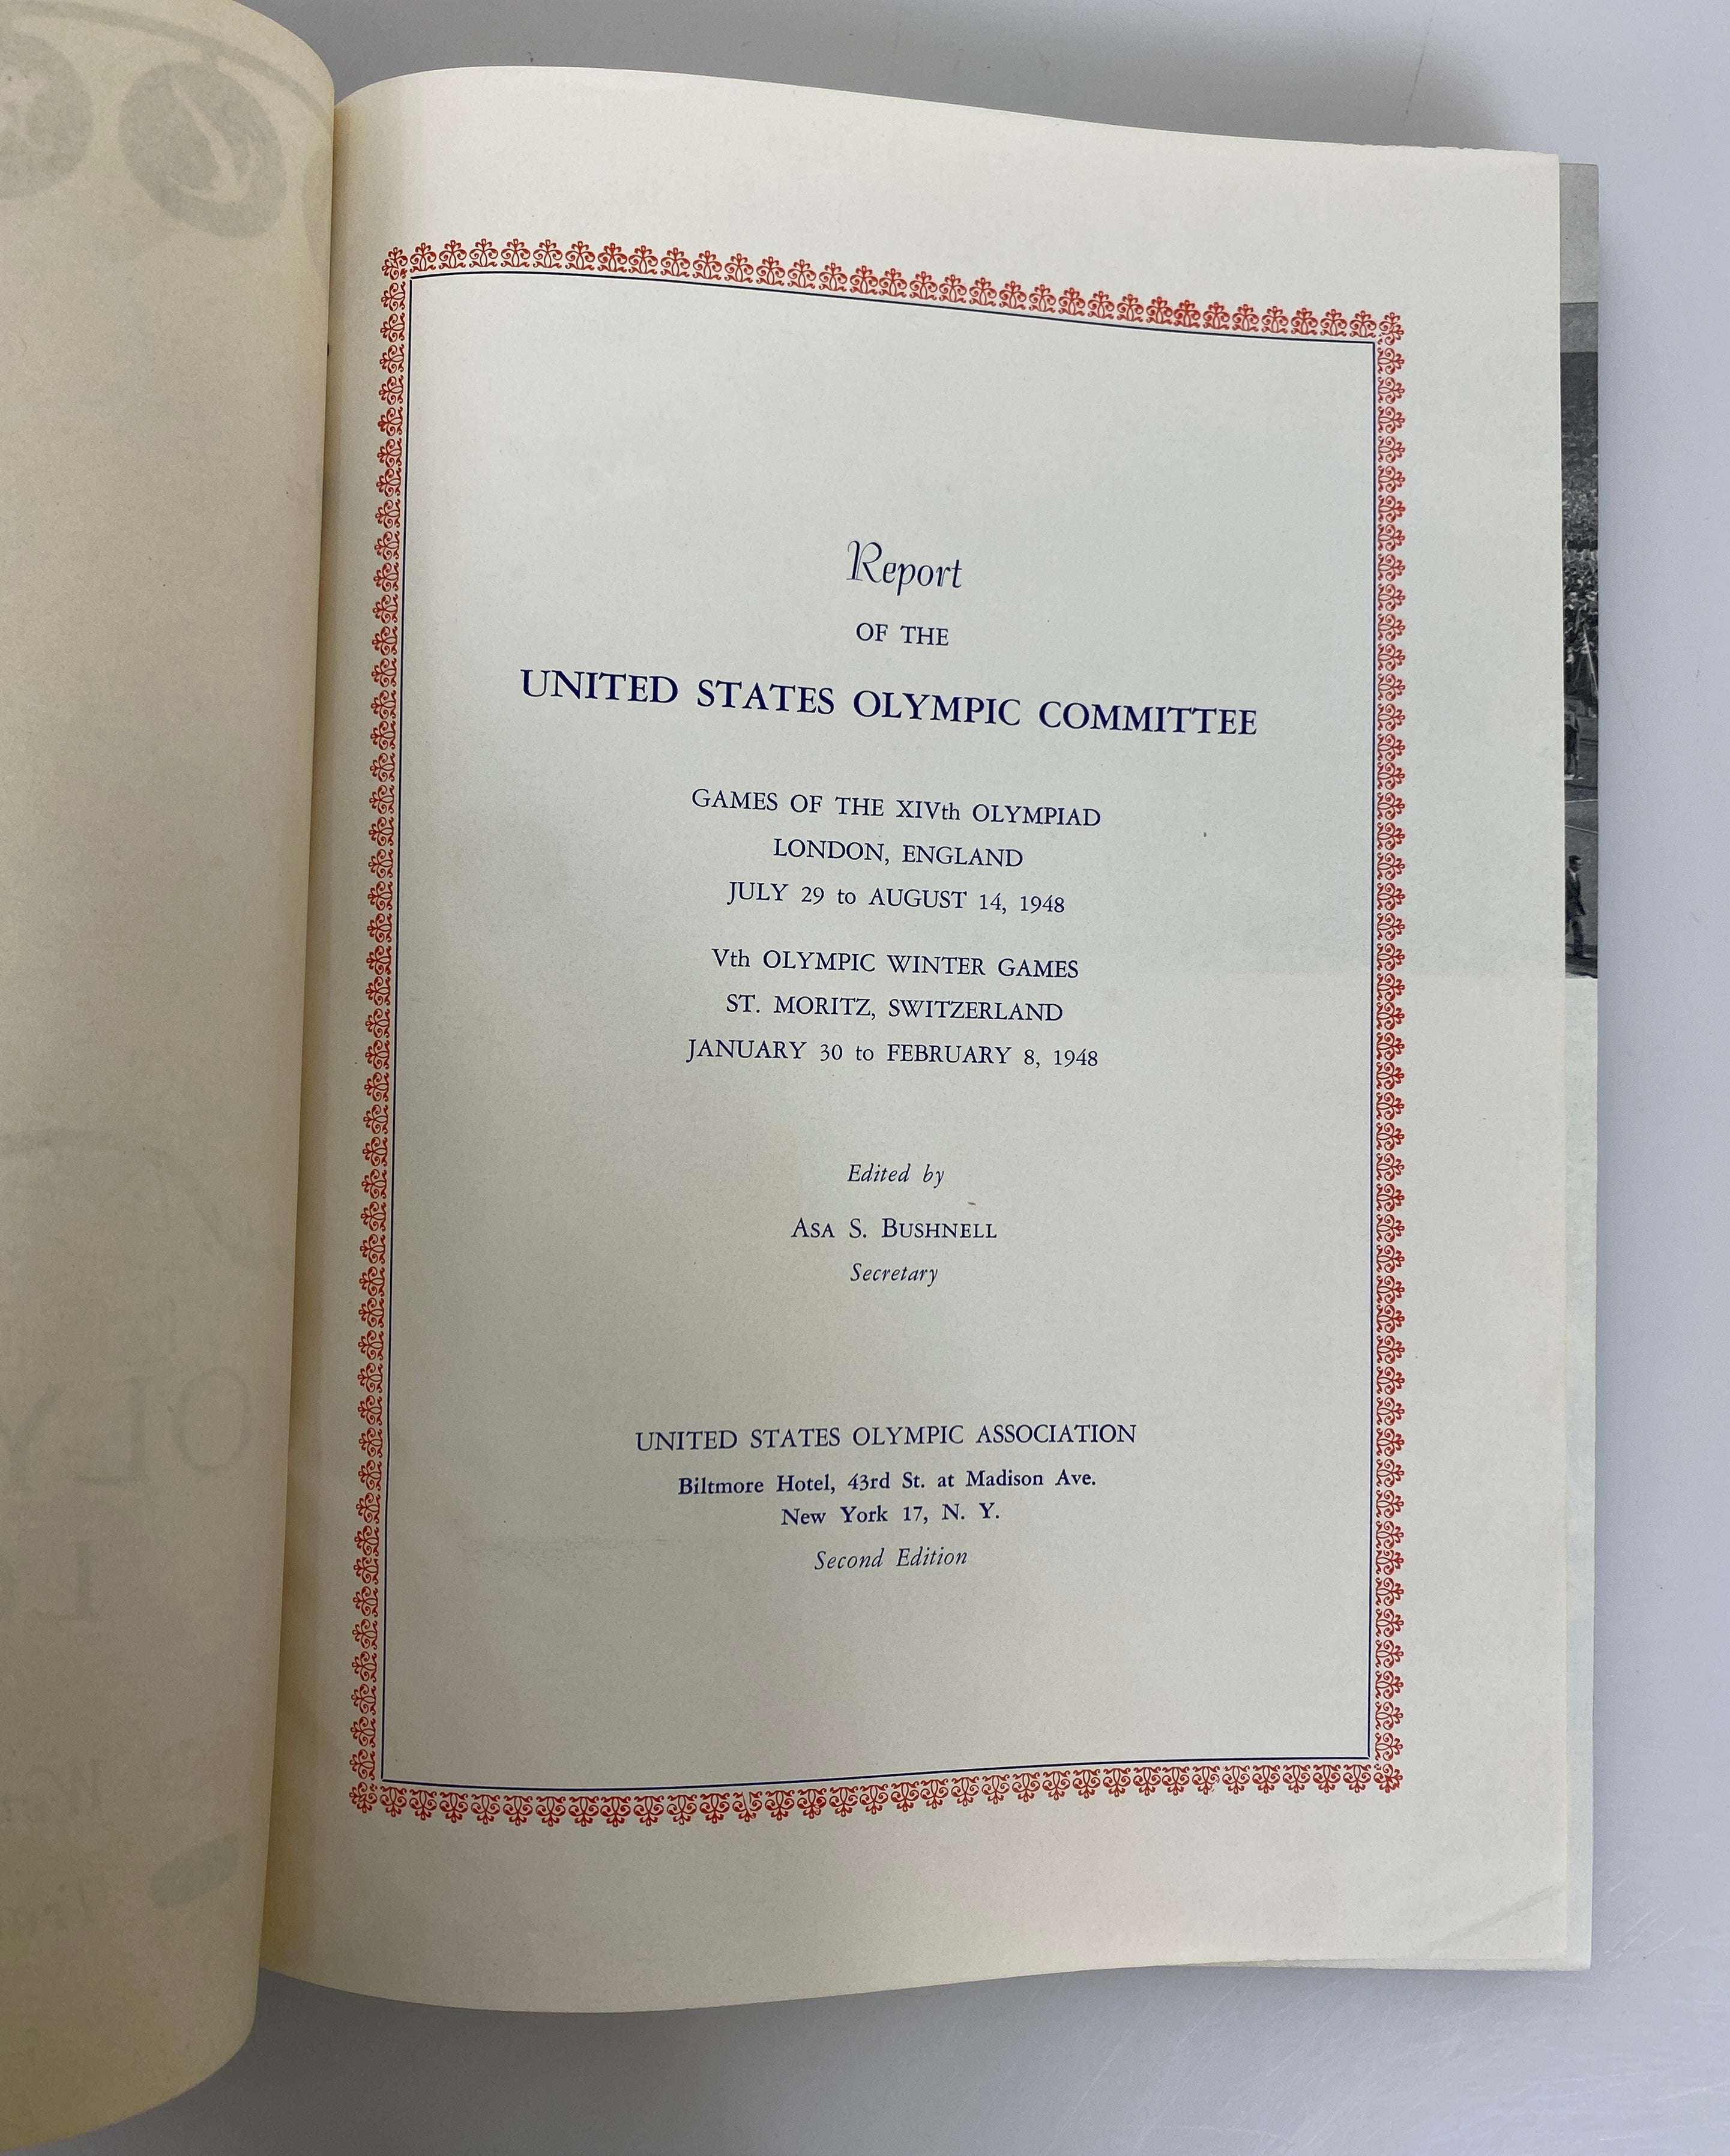 Report
OF THE
UNITED STATES OLYMPIC COMMITTEE
GAMES OF THE XIVth OLYMPIAD
LONDON, ENGLAND
JULY 29 to AUGUST 14, 1948
Vth OLYMPIC WINTER GAMES
ST. MORITZ, SWITZERLAND
JANUARY 30 to FEBRUARY 8, 1948
Edited by
ASA S. BUSHNELL
Secretary
UNITED STATES OLYMPIC ASSOCIATION
Biltmore Hotel, 43rd St. at Madison Ave.
New York 17, N. Y.
Second Edition